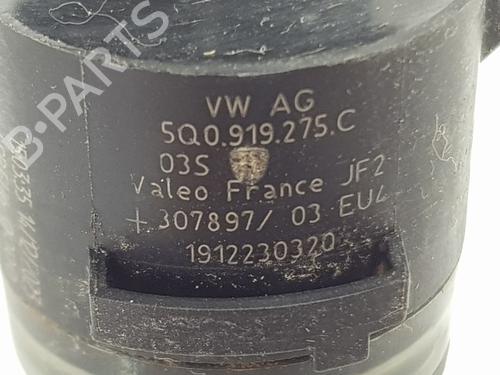 B-PARTS
VW AG
5Q0.919.275.C
03S
Valeo France JF2
+307897/ 03 EU4
1912230320